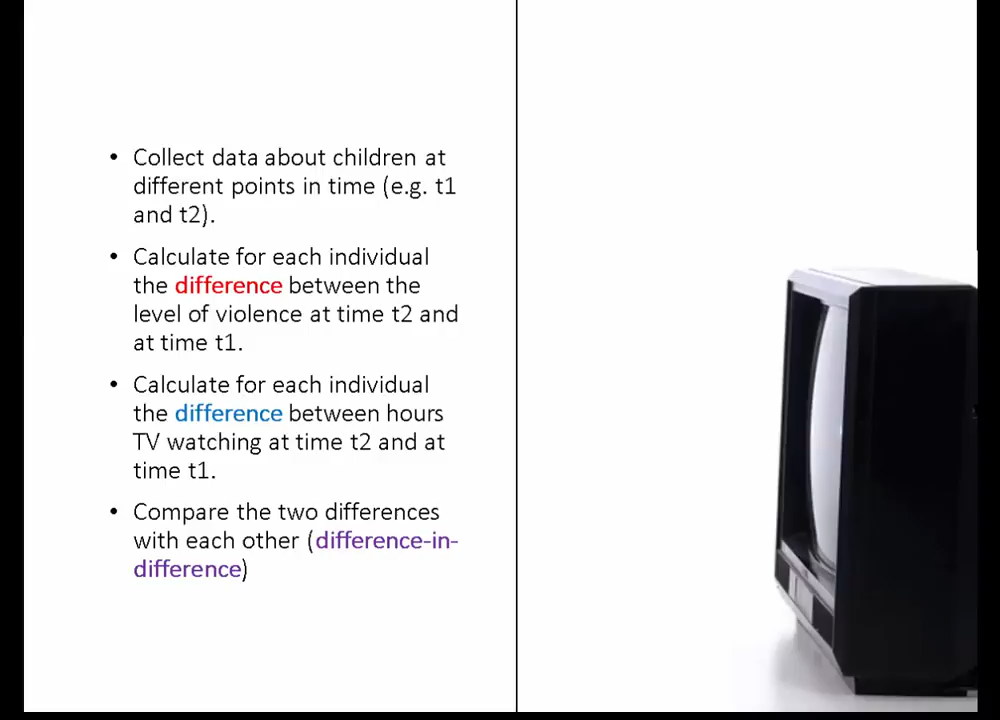 • Collect data about children at
different points in time (e.g. t1
and t2).
• Calculate for each individual
the difference between the
level of violence at time t2 and
at time t1.
• Calculate for each individual
the difference between hours
TV watching at time t2 and at
time t1.
• Compare the two differences
with each other (difference-in-
difference)